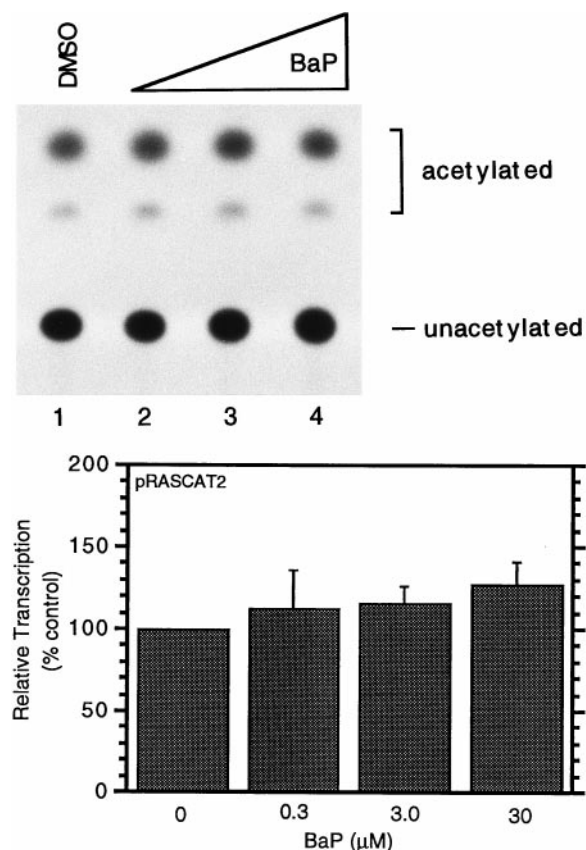 DMSO
BaP
acetylated
unacetylated
1 2 3 4
200
pRASCAT2
150
100
50
0
Relative Transcription
(% control)
0 0.3 3.0 30
BaP (μM)